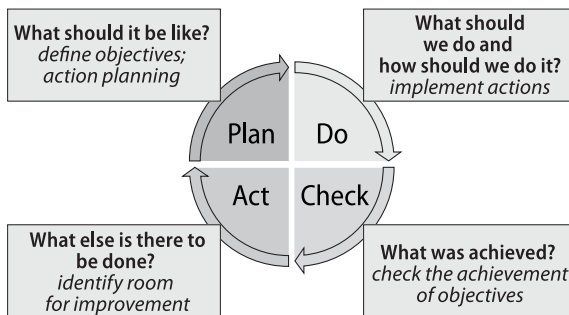 What should it be like?
define objectives;
action planning
What should
we do and
how should we do it?
implement actions
Plan
Do
Act
Check
What else is there to
be done?
identify room
for improvement
What was achieved?
check the achievement
of objectives